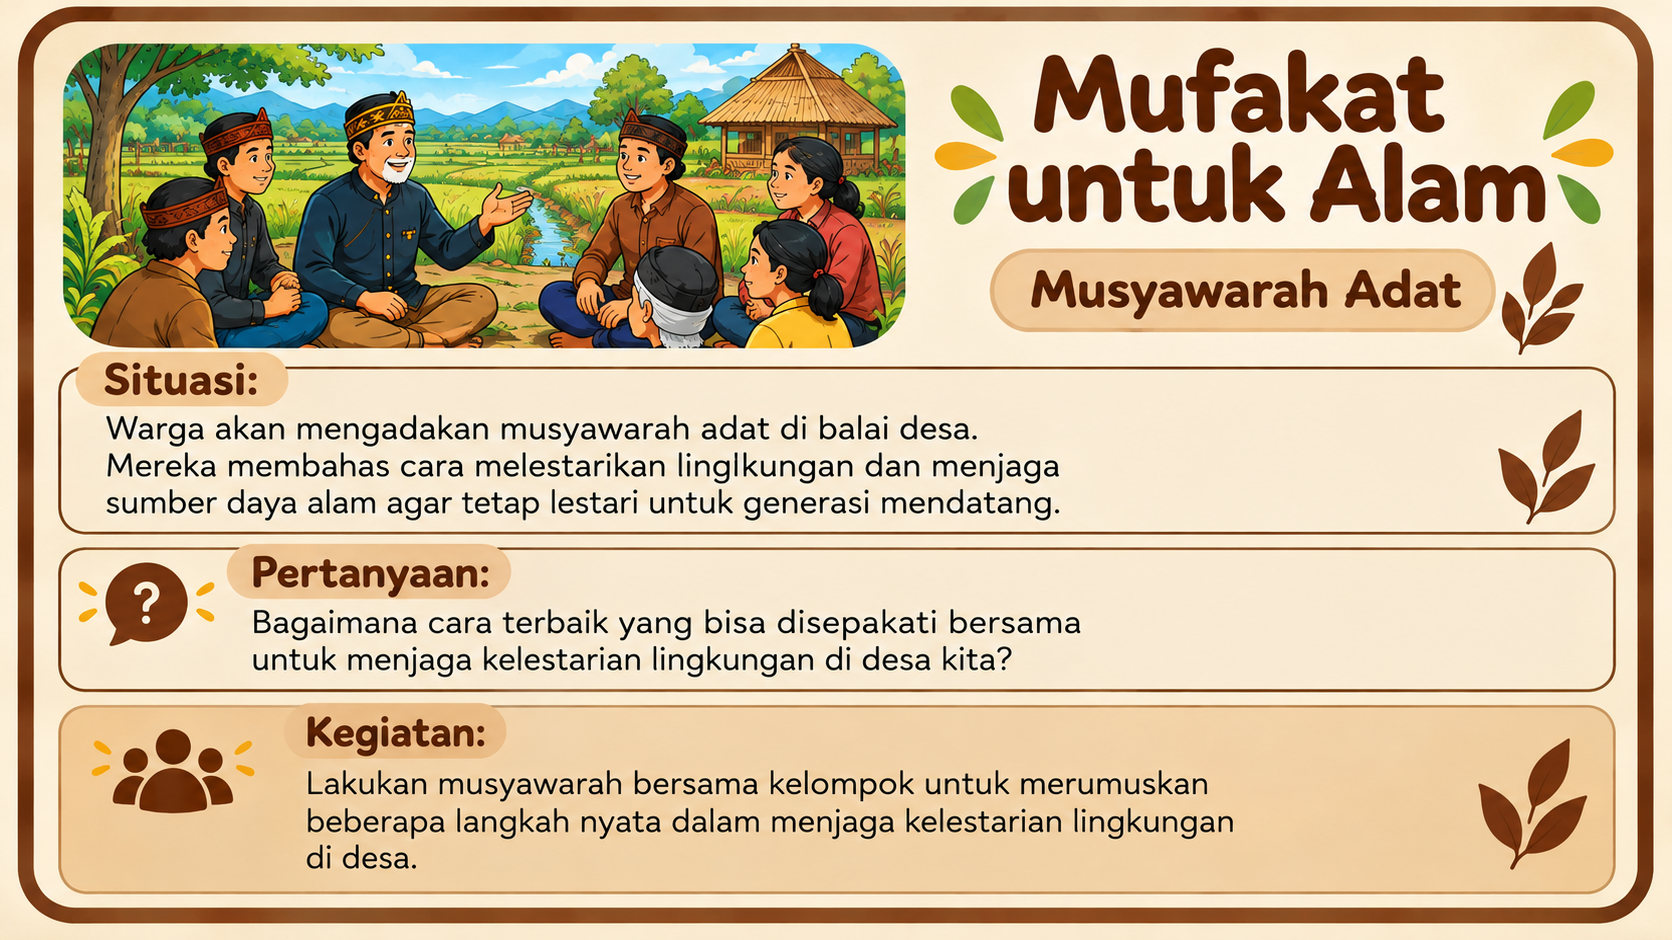 Mufakat
untuk Alam
Musyawarah Adat
Situasi:
Warga akan mengadakan musyawarah adat di balai desa.
Mereka membahas cara melestarikan linglkungan dan menjaga
sumber daya alam agar tetap lestari untuk generasi mendatang.
?
Pertanyaan:
Bagaimana cara terbaik yang bisa disepakati bersama
untuk menjaga kelestarian lingkungan di desa kita?
Kegiatan:
Lakukan musyawarah bersama kelompok untuk merumuskan
beberapa langkah nyata dalam menjaga kelestarian lingkungan
di desa.